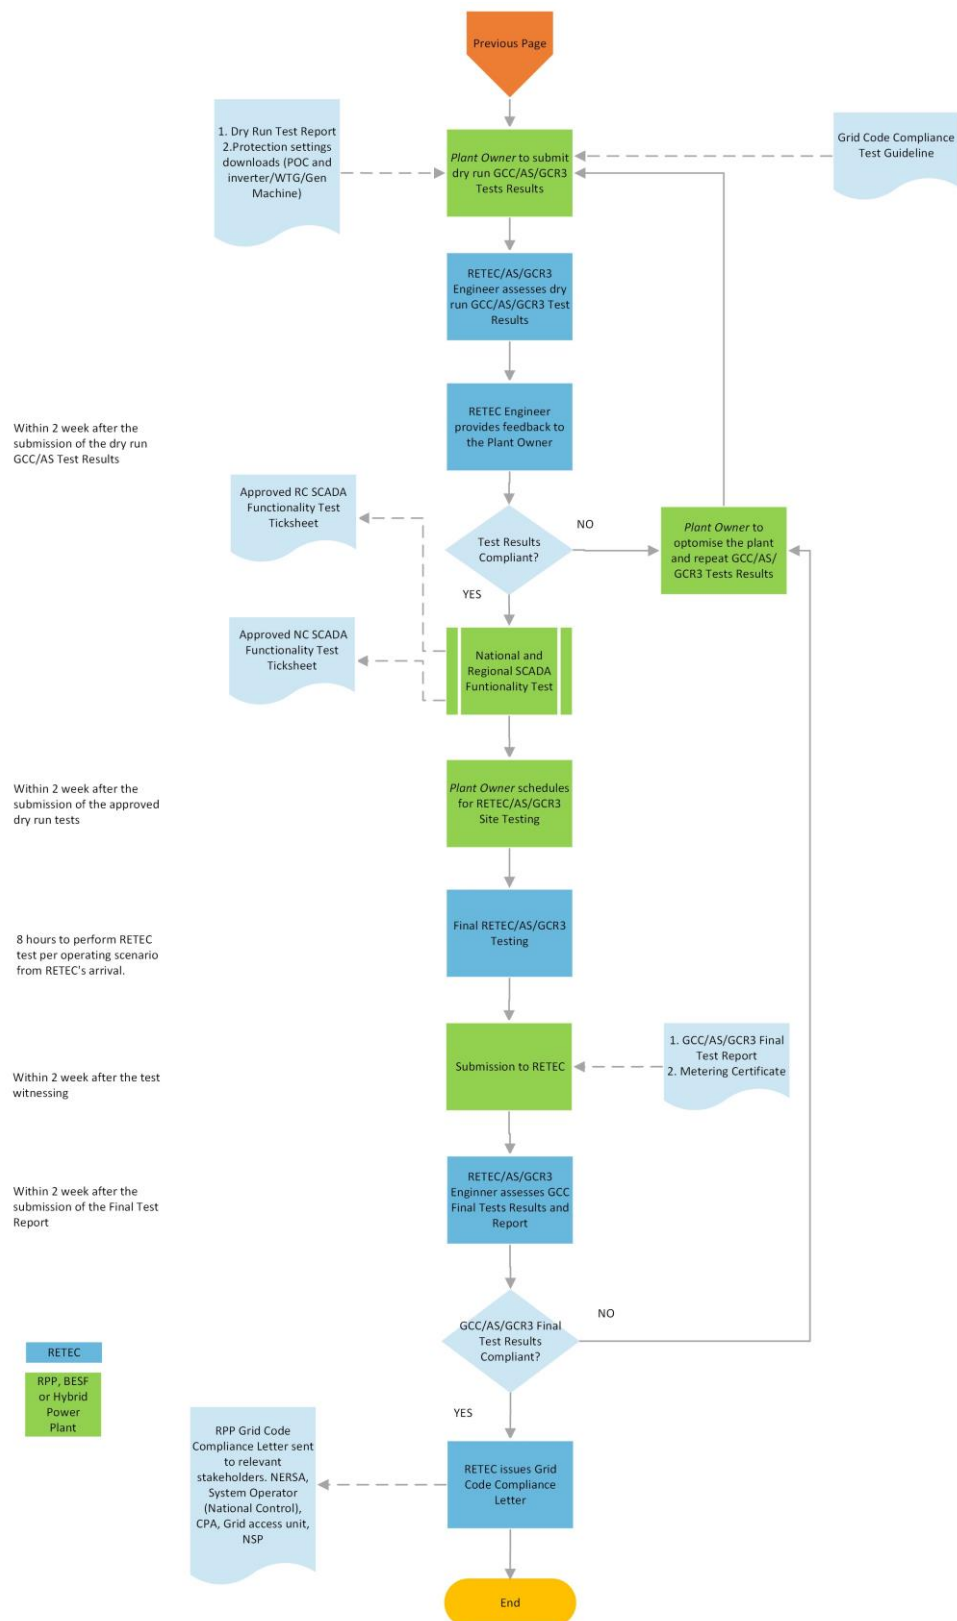 Previous Page
1. Dry Run Test Report
2.Protection settings
downloads (POC and
inverter/WTG/Gen
Machine)
Plant Owner to submit
dry run GCC/AS/GCR3
Tests Results
Grid Code Compliance
Test Guideline
RETEC/AS/GCR3
Engineer assesses dry
run GCC/AS/GCR3 Test
Results
RETEC Engineer
provides feedback to
the Plant Owner
Within 2 week after the
submission of the dry run
GCC/AS Test Results
Approved RC SCADA
Functionality Test
Ticksheet
Test Results
Compliant?
NO
Plant Owner to
optomise the plant
and repeat GCC/AS/
GCR3 Tests Results
YES
Approved NC SCADA
Functionality Test
Ticksheet
National and
Regional SCADA
Funtionality Test
Within 2 week after the
submission of the approved
dry run tests
Plant Owner schedules
for RETEC/AS/GCR3
Site Testing
8 hours to perform RETEC
test per operating scenario
from RETEC's arrival.
Final RETEC/AS/GCR3
Testing
Within 2 week after the test
witnessing
Submission to RETEC
1. GCC/AS/GCR3 Final
Test Report
2. Metering Certificate
Within 2 week after the
submission of the Final Test
Report
RETEC/AS/GCR3
Enginner assesses GCC
Final Tests Results and
Report
GCC/AS/GCR3 Final
Test Results
Compliant?
NO
RETEC
RPP, BESF
or Hybrid
Power
Plant
YES
RPP Grid Code
Compliance Letter sent
to relevant
stakeholders. NERSA,
System Operator
(National Control),
CPA, Grid access unit,
NSP
RETEC issues Grid
Code Compliance
Letter
End